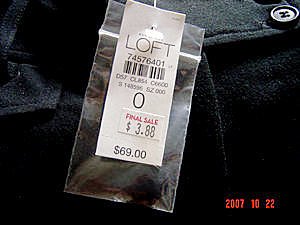 LOFT
74576401
D57 CL854 C6600
S 148596 SZ 000
0
FINAL SALE
$ 3.88
$69.00
2007 10 22